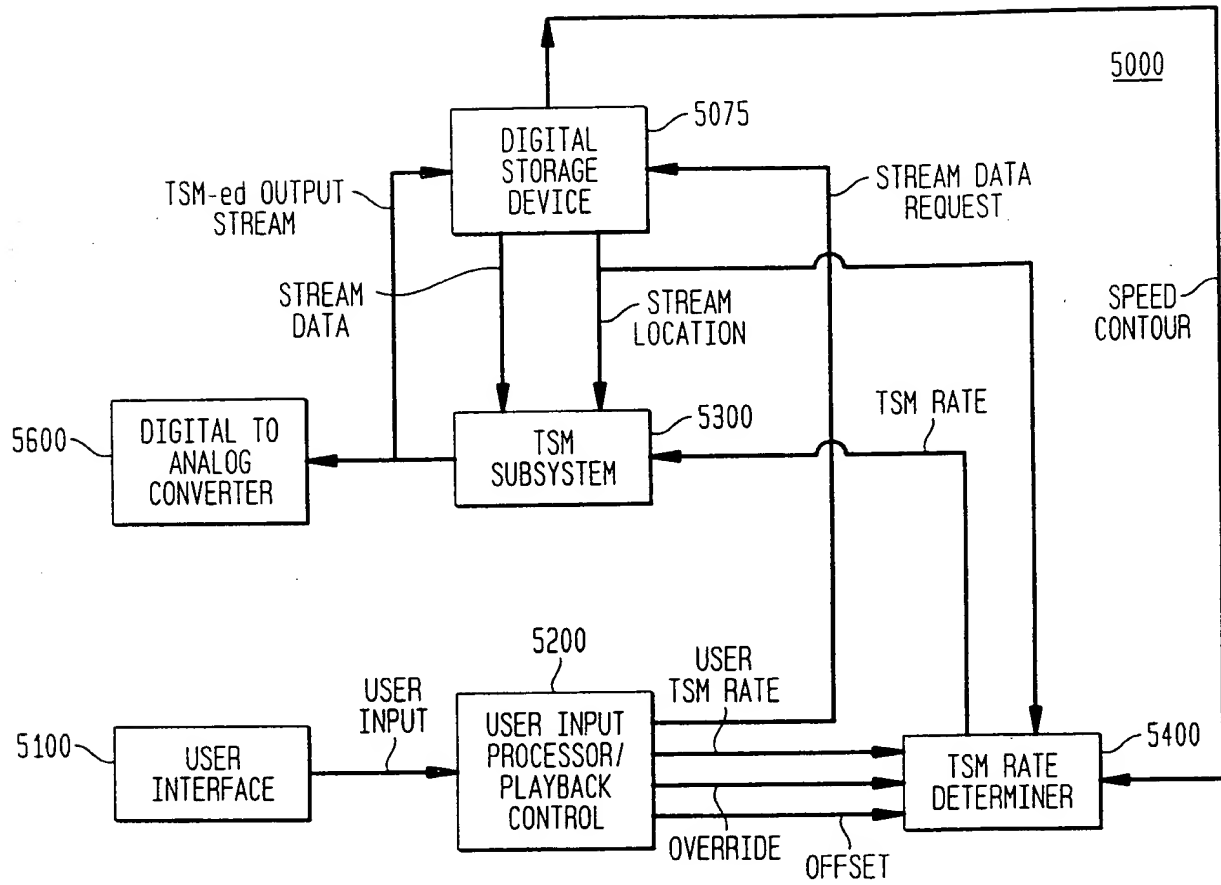 5000
5075
DIGITAL
STORAGE
DEVICE
TSM-ed OUTPUT
STREAM
STREAM DATA
REQUEST
STREAM
DATA
STREAM
LOCATION
SPEED
CONTOUR
TSM RATE
5600
DIGITAL TO
ANALOG
CONVERTER
5300
TSM
SUBSYSTEM
5200
USER
TSM RATE
USER
INPUT
5100
USER
INTERFACE
USER INPUT
PROCESSOR/
PLAYBACK
CONTROL
5400
TSM RATE
DETERMINER
OVERRIDE
OFFSET